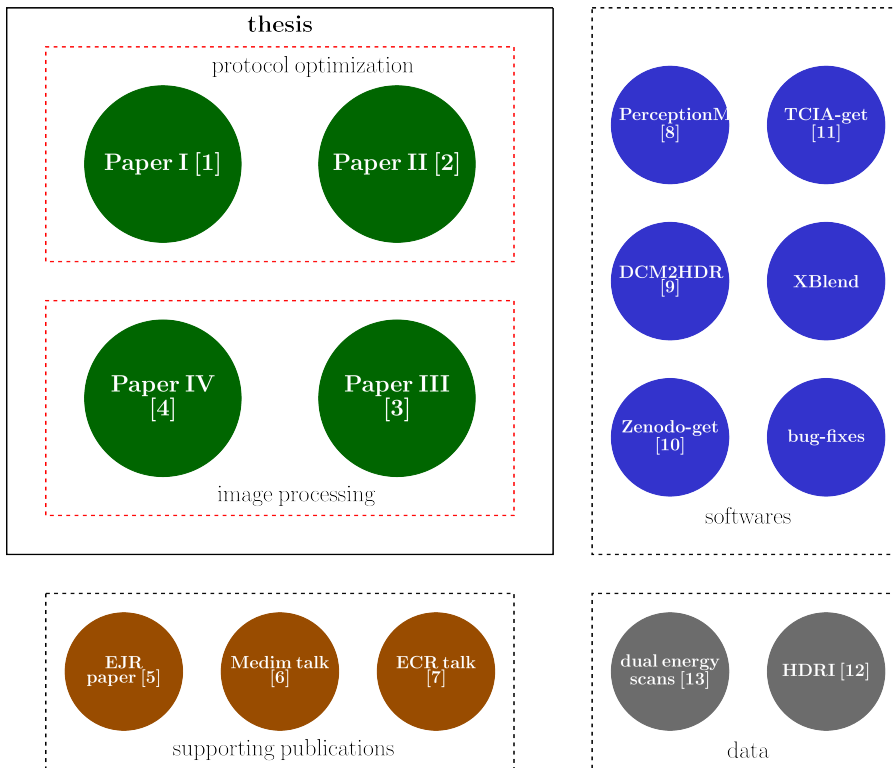 thesis
protocol optimization
Paper I [1]
Paper II [2]
Paper IV
[4]
Paper III
[3]
image processing
PerceptionM
[8]
TCIA-get
[11]
DCM2HDR
[9]
XBlend
Zenodo-get
[10]
bug-fixes
softwares
EJR
paper [5]
Medim talk
[6]
ECR talk
[7]
supporting publications
dual energy
scans [13]
HDRI [12]
data